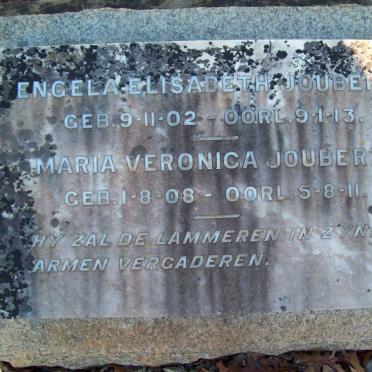 ENGELA ELISABETH JOUBER
GEB. 9-11-02 - OORL. 9-1-13.
MARIA VERONICA JOUBER
GEB. 1-8-08 - OORL. 5-8-11.
HY ZAL DE LAMMEREN IN ZYN
ARMEN VERGADEREN.